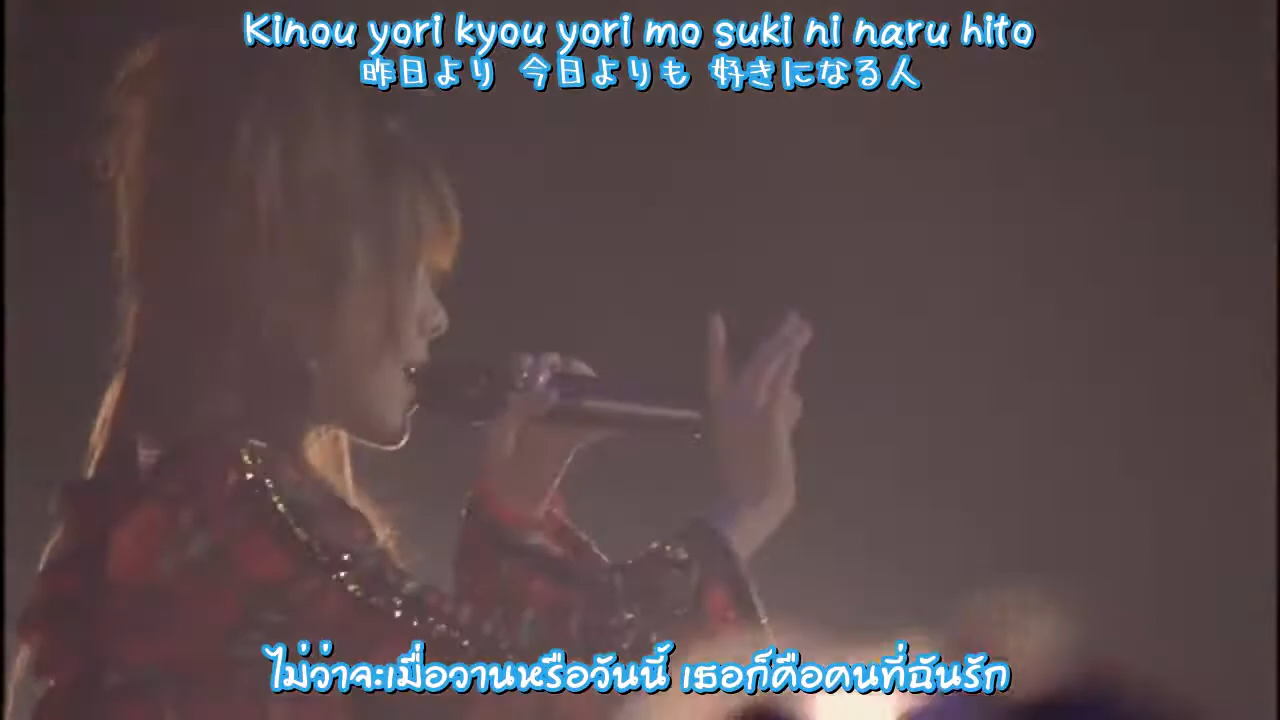 Kinou yori kyou yori mo suki ni naru hito
昨日より 今日よりも 好きになる人
ไม่ว่าจะเมื่อวานหรือวันนี้ เธอก็คือคนที่ฉันรัก